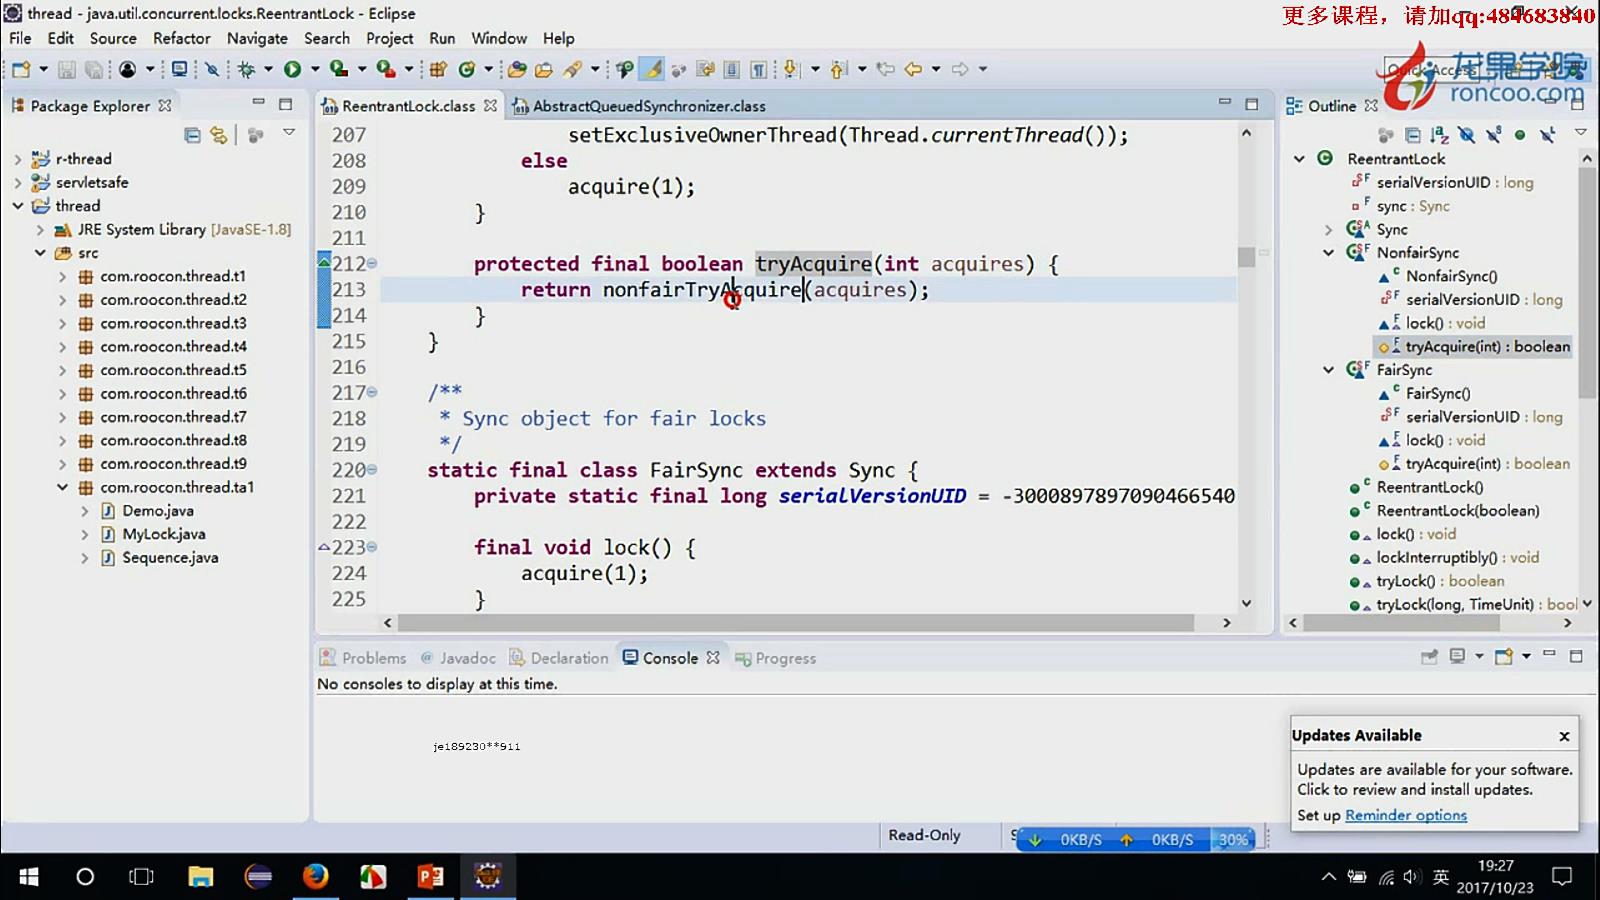 thread - java.util.concurrent.locks.ReentrantLock - Eclipse
更多课程，请加qq:484683840
File Edit Source Refactor Navigate Search Project Run Window Help
Quick Access
龙果学院
roncoo.com
Package Explorer
r-thread
servletsafe
thread
JRE System Library [JavaSE-1.8]
src
com.roocon.thread.t1
com.roocon.thread.t2
com.roocon.thread.t3
com.roocon.thread.t4
com.roocon.thread.t5
com.roocon.thread.t6
com.roocon.thread.t7
com.roocon.thread.t8
com.roocon.thread.t9
com.roocon.thread.ta1
Demo.java
MyLock.java
Sequence.java
ReentrantLock.class AbstractQueuedSynchronizer.class
207 setExclusiveOwnerThread(Thread.currentThread());
208 else
209 acquire(1);
210 }
211
212 protected final boolean tryAcquire(int acquires) {
213 return nonfairTryAcquire(acquires);
214 }
215 }
216
217 /**
218 * Sync object for fair locks
219 */
220 static final class FairSync extends Sync {
221 private static final long serialVersionUID = -3000897897090466540
222
223 final void lock() {
224 acquire(1);
225 }
Outline
ReentrantLock
serialVersionUID : long
sync : Sync
Sync
NonfairSync
NonfairSync()
serialVersionUID : long
lock() : void
tryAcquire(int) : boolean
FairSync
FairSync()
serialVersionUID : long
lock() : void
tryAcquire(int) : boolean
ReentrantLock()
ReentrantLock(boolean)
lock() : void
lockInterruptibly() : void
tryLock() : boolean
tryLock(long, TimeUnit) : bool
Problems Javadoc Declaration Console Progress
No consoles to display at this time.
je189230**911
Updates Available
Updates are available for your software.
Click to review and install updates.
Set up Reminder options
Read-Only
0KB/S 0KB/S 30%
英
19:27
2017/10/23